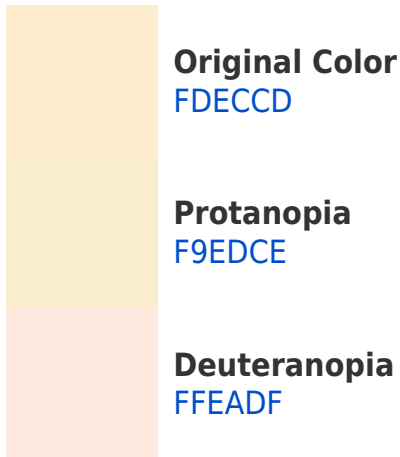 Original Color
FDECCD
Protanopia
F9EDCE
Deuteranopia
FFEADF